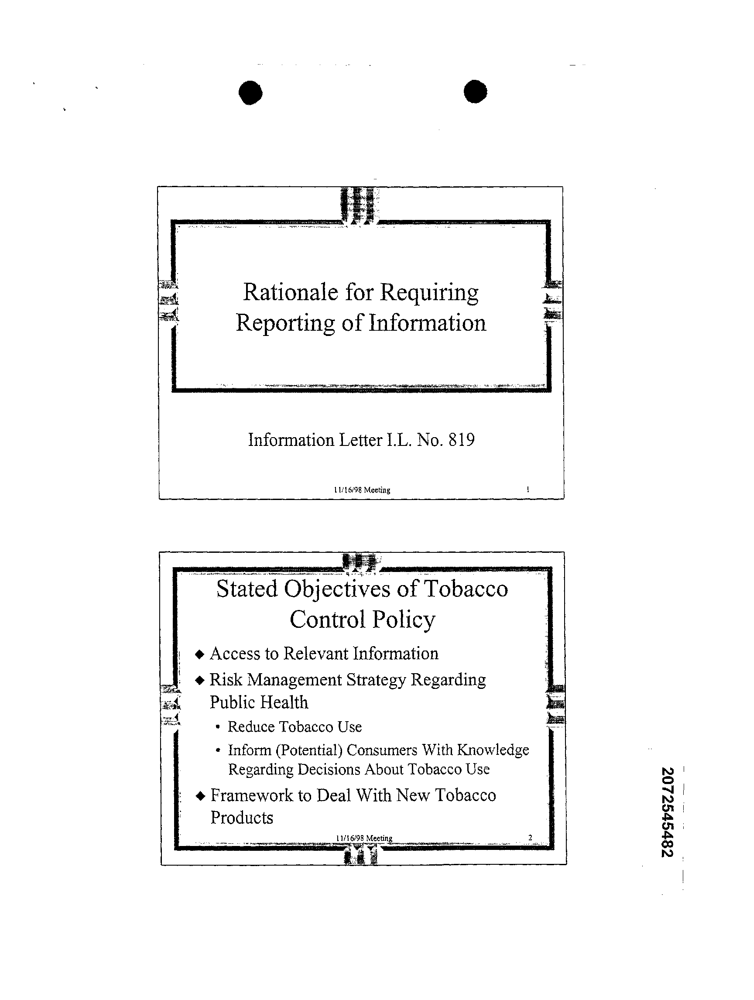 Rationale for Requiring
Reporting of Information
Information Letter I.L. No. 819
11/16/98 Meeting
1
Stated Objectives of Tobacco
Control Policy
◆ Access to Relevant Information
◆ Risk Management Strategy Regarding
Public Health
• Reduce Tobacco Use
• Inform (Potential) Consumers With Knowledge
Regarding Decisions About Tobacco Use
◆ Framework to Deal With New Tobacco
Products
11/16/98 Meeting
2
2072545482